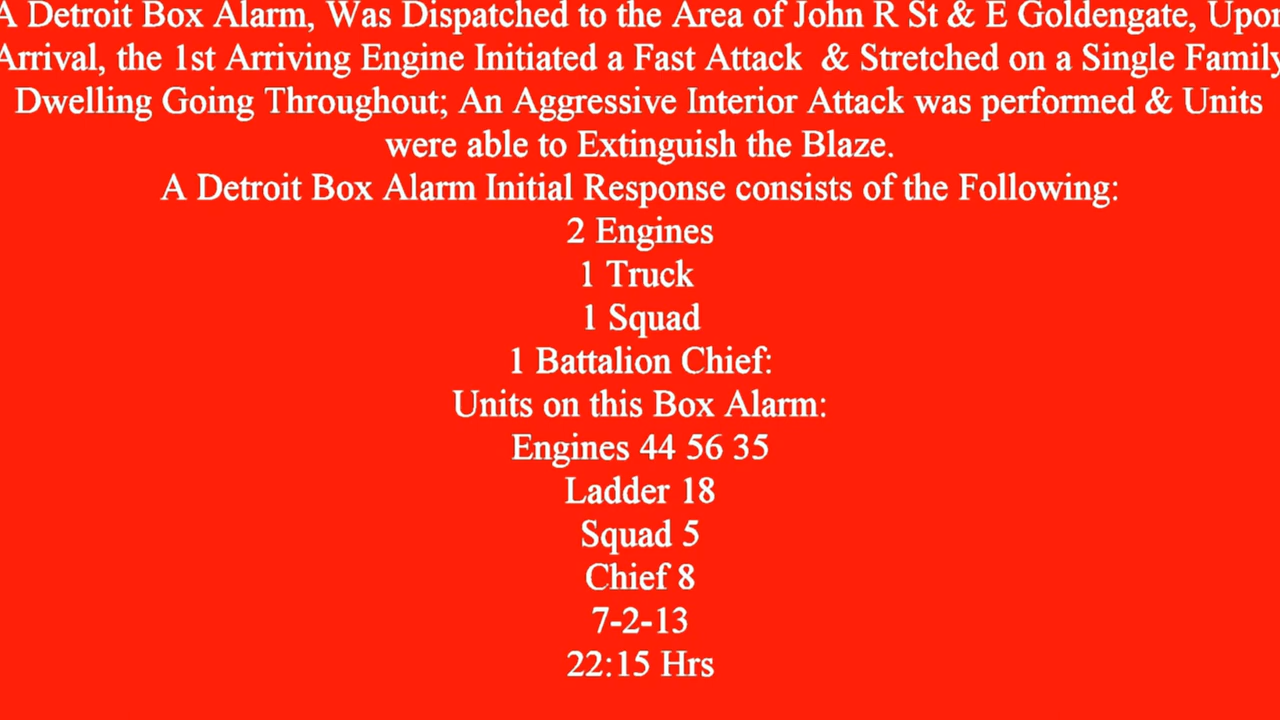 A Detroit Box Alarm, Was Dispatched to the Area of John R St & E Goldengate, Upon
Arrival, the 1st Arriving Engine Initiated a Fast Attack & Stretched on a Single Family
Dwelling Going Throughout; An Aggressive Interior Attack was performed & Units
were able to Extinguish the Blaze.
A Detroit Box Alarm Initial Response consists of the Following:
2 Engines
1 Truck
1 Squad
1 Battalion Chief:
Units on this Box Alarm:
Engines 44 56 35
Ladder 18
Squad 5
Chief 8
7-2-13
22:15 Hrs